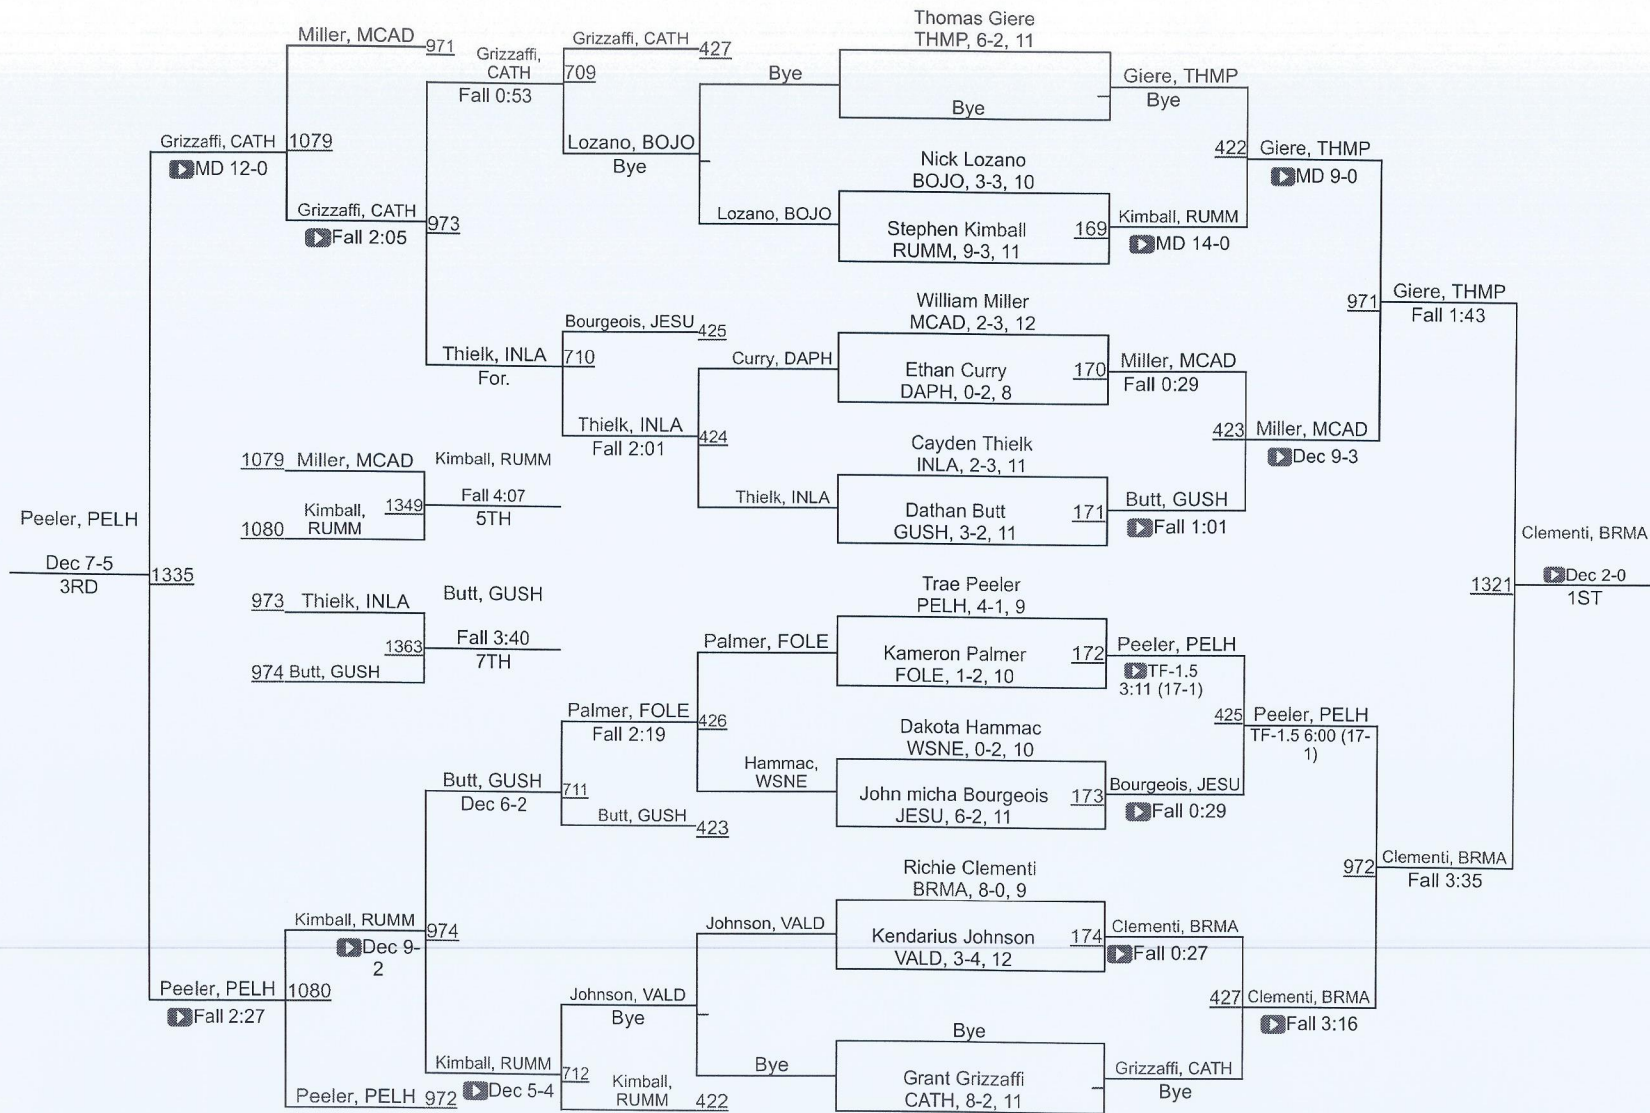 Thomas Giere
THMP, 6-2, 11
Bye
Nick Lozano
BOJO, 3-3, 10
Stephen Kimball
RUMM, 9-3, 11
169
William Miller
MCAD, 2-3, 12
Ethan Curry
DAPH, 0-2, 8
170
Cayden Thielk
INLA, 2-3, 11
Dathan Butt
GUSH, 3-2, 11
171
Trae Peeler
PELH, 4-1, 9
Kameron Palmer
FOLE, 1-2, 10
172
Dakota Hammac
WSNE, 0-2, 10
John micha Bourgeois
JESU, 6-2, 11
173
Richie Clementi
BRMA, 8-0, 9
Kendarius Johnson
VALD, 3-4, 12
174
Bye
Grant Grizzaffi
CATH, 8-2, 11
Giere, THMP
Bye
Kimball, RUMM
MD 14-0
Miller, MCAD
Fall 0:29
Butt, GUSH
Fall 1:01
Peeler, PELH
TF-1.5
3:11 (17-1)
Bourgeois, JESU
Fall 0:29
Clementi, BRMA
Fall 0:27
Grizzaffi, CATH
Bye
422
Giere, THMP
MD 9-0
423
Miller, MCAD
Dec 9-3
425
Peeler, PELH
TF-1.5 6:00 (17-
1)
427
Clementi, BRMA
Fall 3:16
971
Giere, THMP
Fall 1:43
972
Clementi, BRMA
Fall 3:35
1321
Clementi, BRMA
Dec 2-0
1ST
Bye
Lozano, BOJO
Curry, DAPH
Thielk, INLA
Palmer, FOLE
Hammac,
WSNE
Johnson, VALD
Bye
Grizzaffi, CATH
427
Lozano, BOJO
Bye
Bourgeois, JESU
425
Thielk, INLA
Fall 2:01
424
Palmer, FOLE
Fall 2:19
426
Butt, GUSH
423
Johnson, VALD
Bye
Kimball,
RUMM
422
Grizzaffi,
CATH
Fall 0:53
709
Thielk, INLA
For.
710
Butt, GUSH
Dec 6-2
711
Kimball, RUMM
Dec 5-4
712
Miller, MCAD
971
Grizzaffi, CATH
Fall 2:05
973
Kimball, RUMM
Dec 9-
2
974
Peeler, PELH
972
Grizzaffi, CATH
MD 12-0
1079
Peeler, PELH
Fall 2:27
1080
Peeler, PELH
Dec 7-5
3RD
1335
1079
Miller, MCAD
1080
Kimball,
RUMM
1349
Kimball, RUMM
Fall 4:07
5TH
973
Thielk, INLA
974
Butt, GUSH
1363
Butt, GUSH
Fall 3:40
7TH